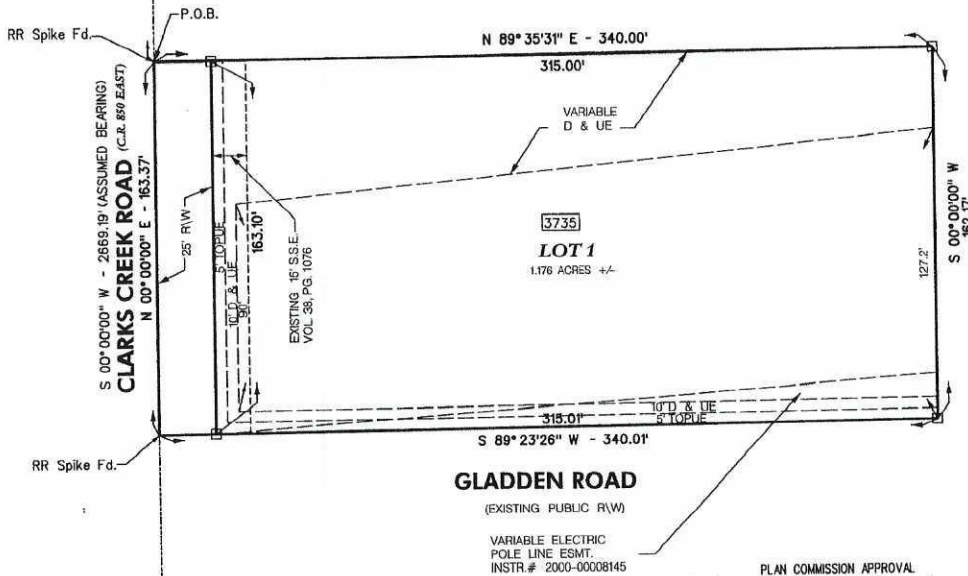 P.O.B.
RR Spike Fd.
N 89° 35'31" E - 340.00'
315.00'
VARIABLE
D & UE
S 00° 00'00" W - 2669.19' (ASSUMED BEARING)
CLARKS CREEK ROAD (C.R. 850 EAST)
N 00° 00'00" E - 163.37'
25' R\W
5' TOPUE
10' D & UE
90'
163.10'
EXISTING 15' S.S.E.
VOL 38, PG. 1076
3735
LOT 1
1.176 ACRES +/-
127.2'
S 00° 00'00" W
162.17'
10' D & UE
5' TOPUE
315.01'
S 89° 23'26" W - 340.01'
RR Spike Fd.
GLADDEN ROAD
(EXISTING PUBLIC R\W)
VARIABLE ELECTRIC
POLE LINE ESMT.
INSTR.# 2000-00008145
PLAN COMMISSION APPROVAL